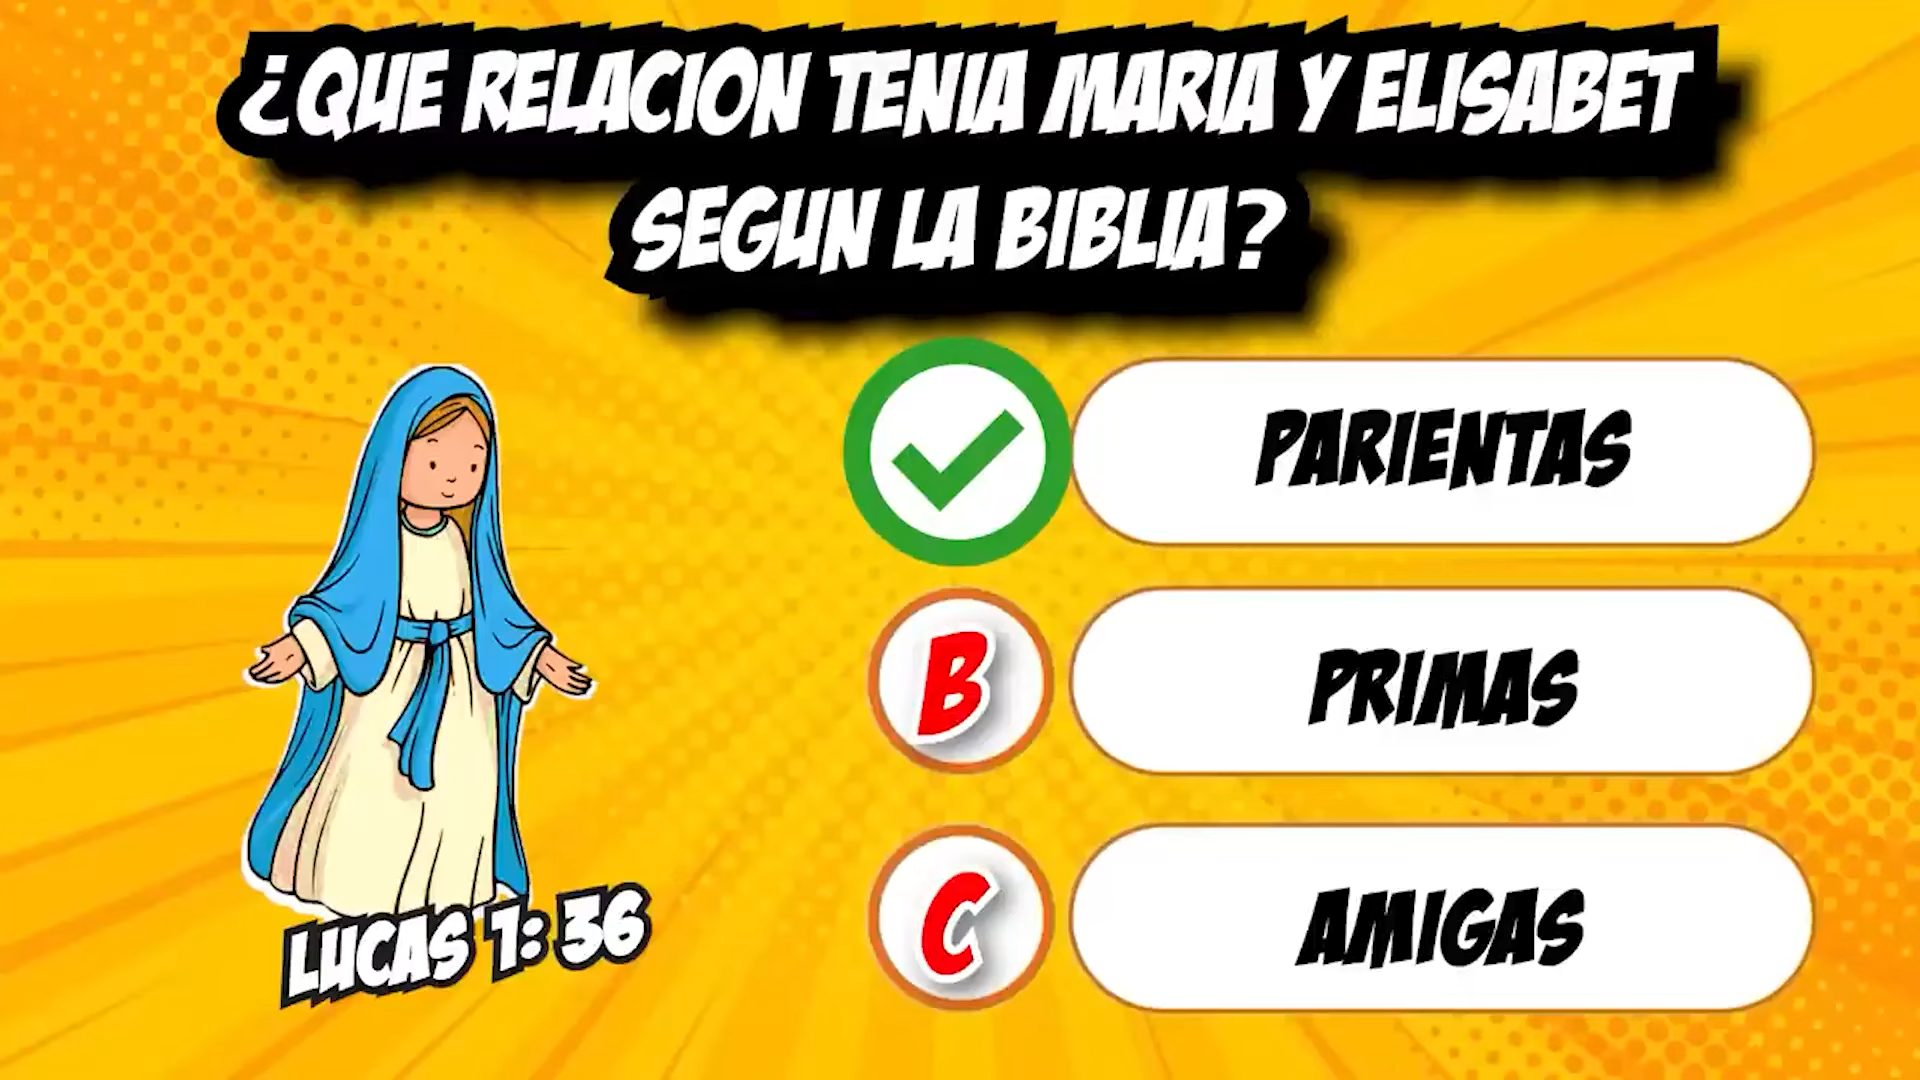 ¿QUE RELACION TENIA MARIA Y ELISABET
SEGUN LA BIBLIA?
PARIENTAS
B
PRIMAS
C
AMIGAS
LUCAS 1: 36